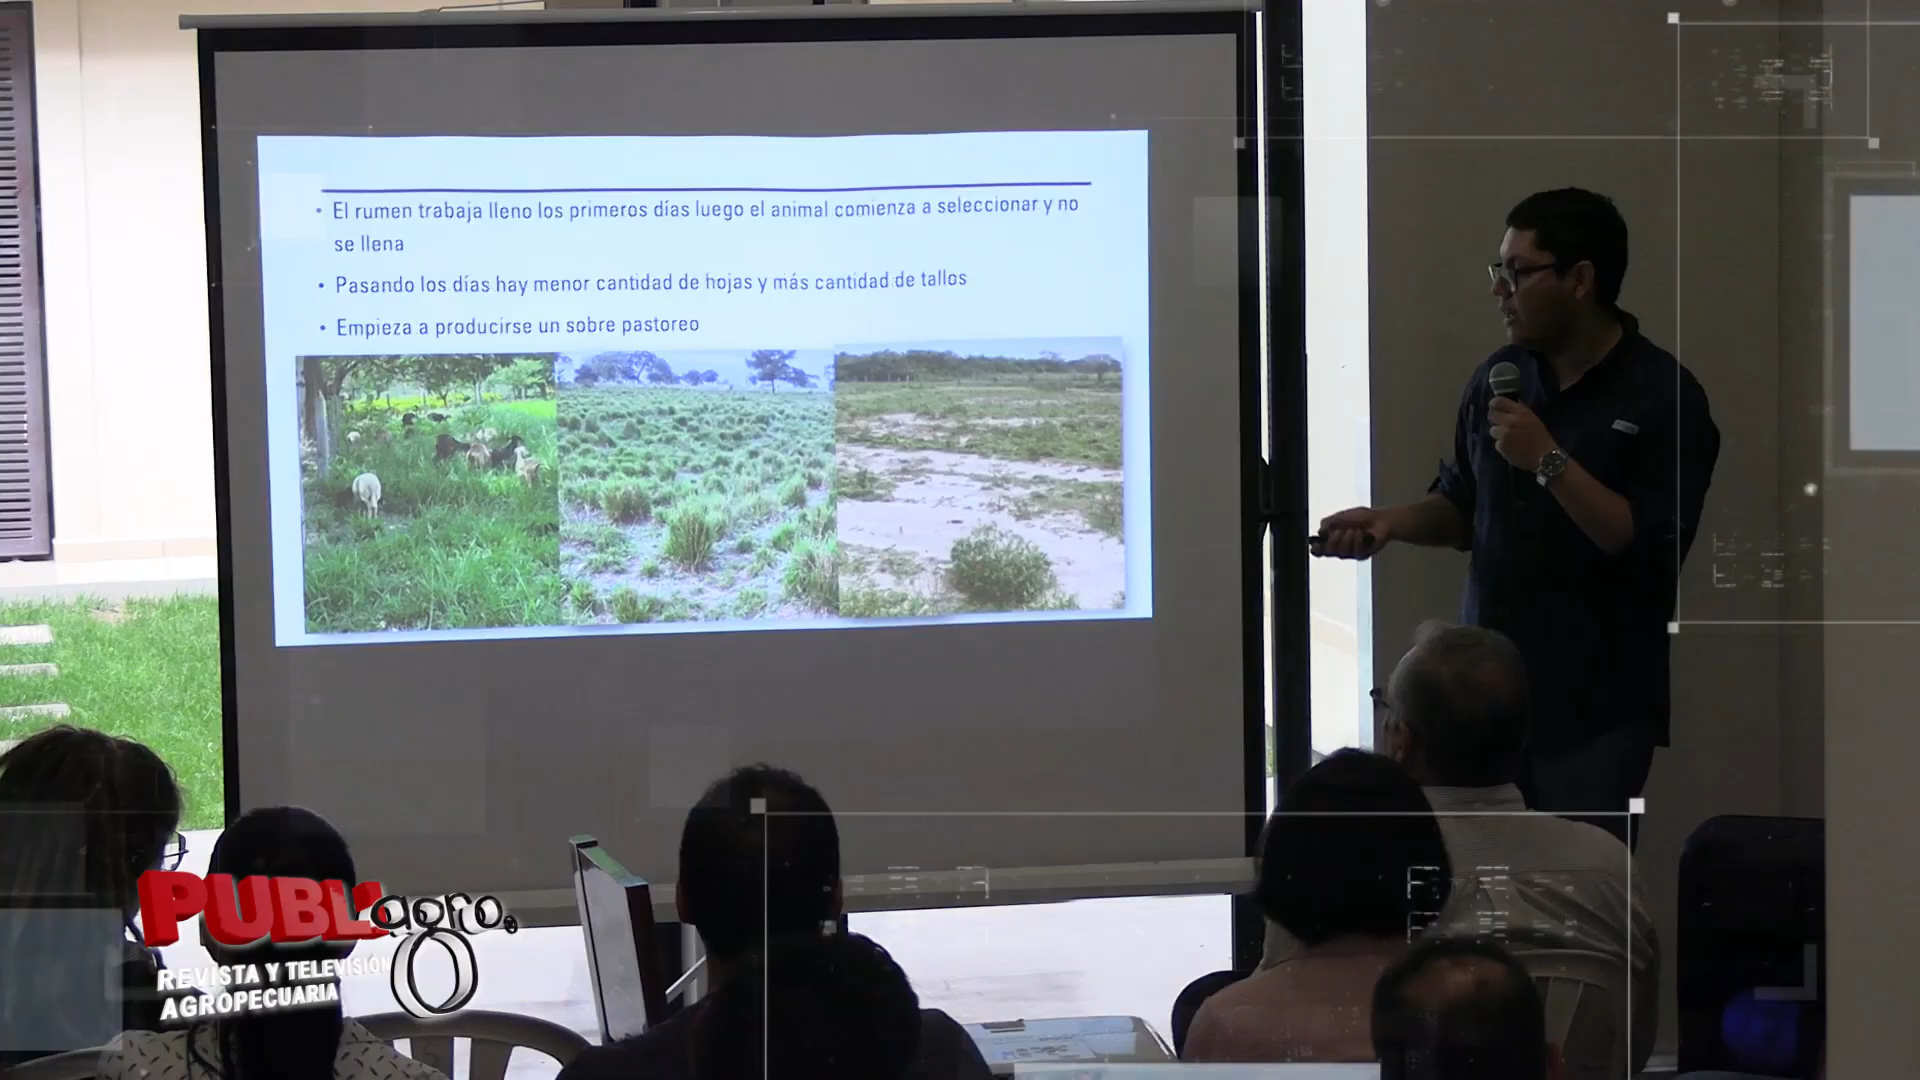 • El rumen trabaja lleno los primeros días luego el animal comienza a seleccionar y no
se llena
• Pasando los días hay menor cantidad de hojas y más cantidad de tallos
• Empieza a producirse un sobre pastoreo
PUBLiagro.
REVISTA Y TELEVISIÓN
AGROPECUARIA